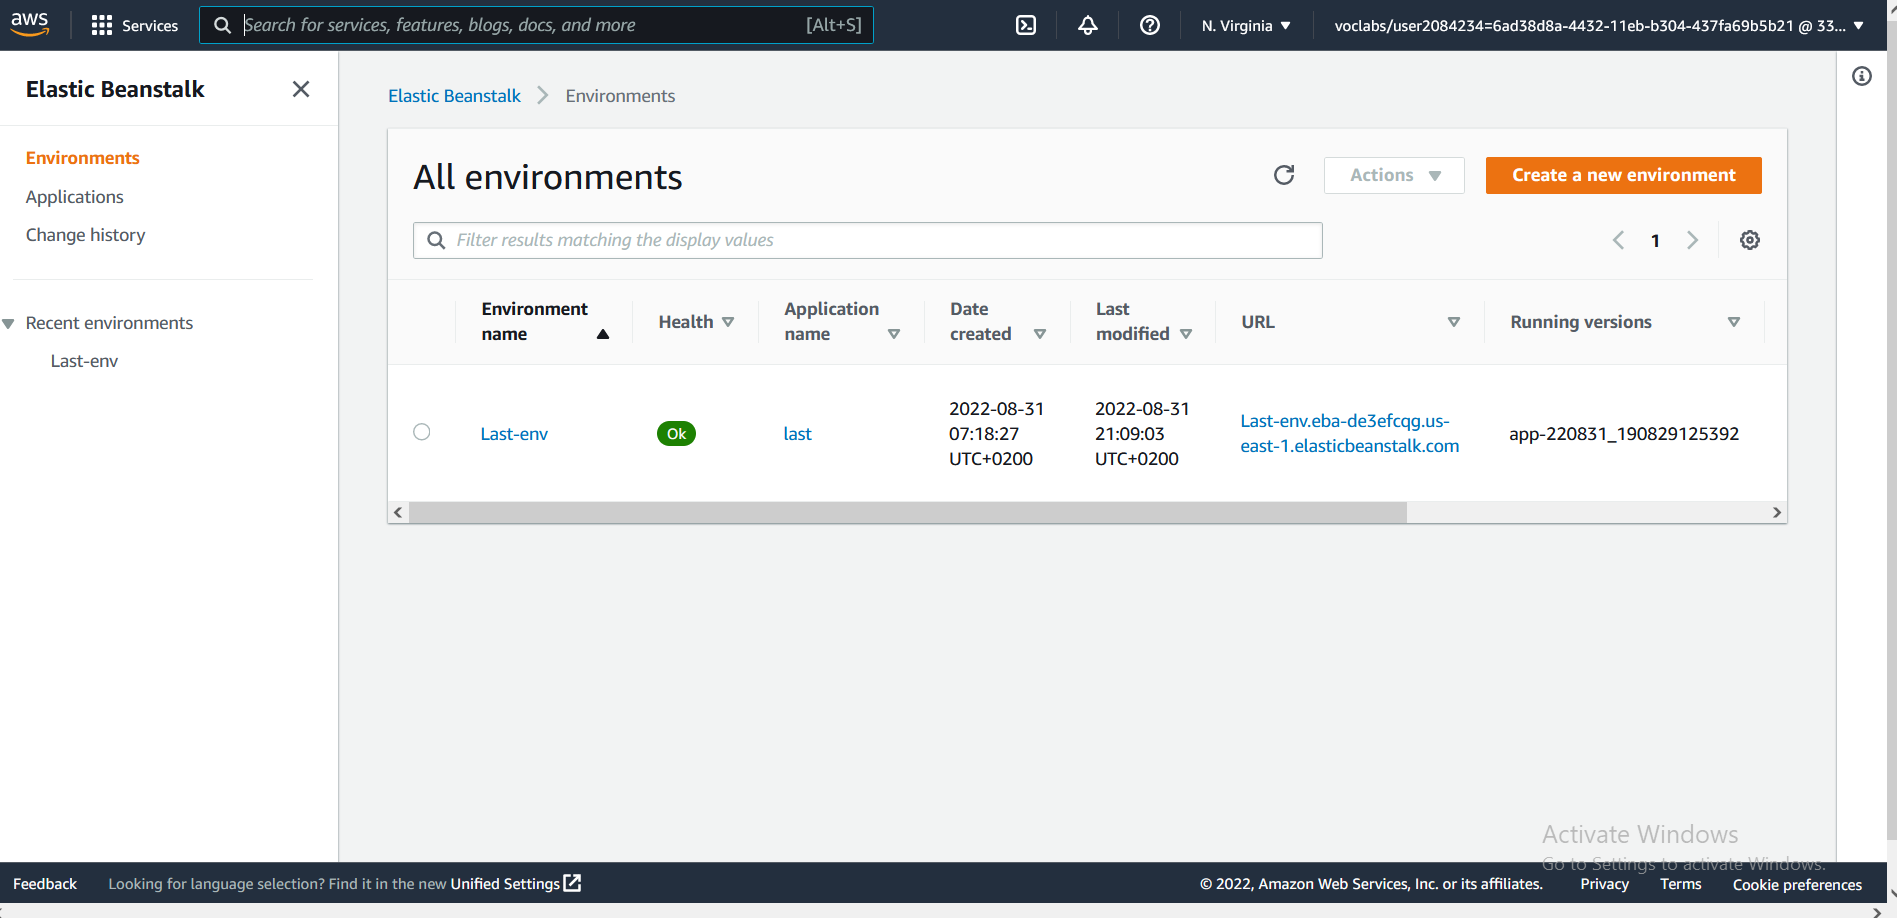 aws
Services
Search for services, features, blogs, docs, and more [Alt+S]
N. Virginia
voclabs/user2084234=6ad38d8a-4432-11eb-b304-437fa69b5b21 @ 33...
Elastic Beanstalk
Environments
Applications
Change history
Recent environments
Last-env
Elastic Beanstalk
Environments
All environments
Actions
Create a new environment
Filter results matching the display values
1
Environment
name
Health
Application
name
Date
created
Last
modified
URL
Running versions
Last-env
Ok
last
2022-08-31
07:18:27
UTC+0200
2022-08-31
21:09:03
UTC+0200
Last-env.eba-de3efcqg.us-
east-1.elasticbeanstalk.com
app-220831_190829125392
Activate Windows
Go to Settings to activate Windows.
Feedback
Looking for language selection? Find it in the new Unified Settings
© 2022, Amazon Web Services, Inc. or its affiliates.
Privacy
Terms
Cookie preferences